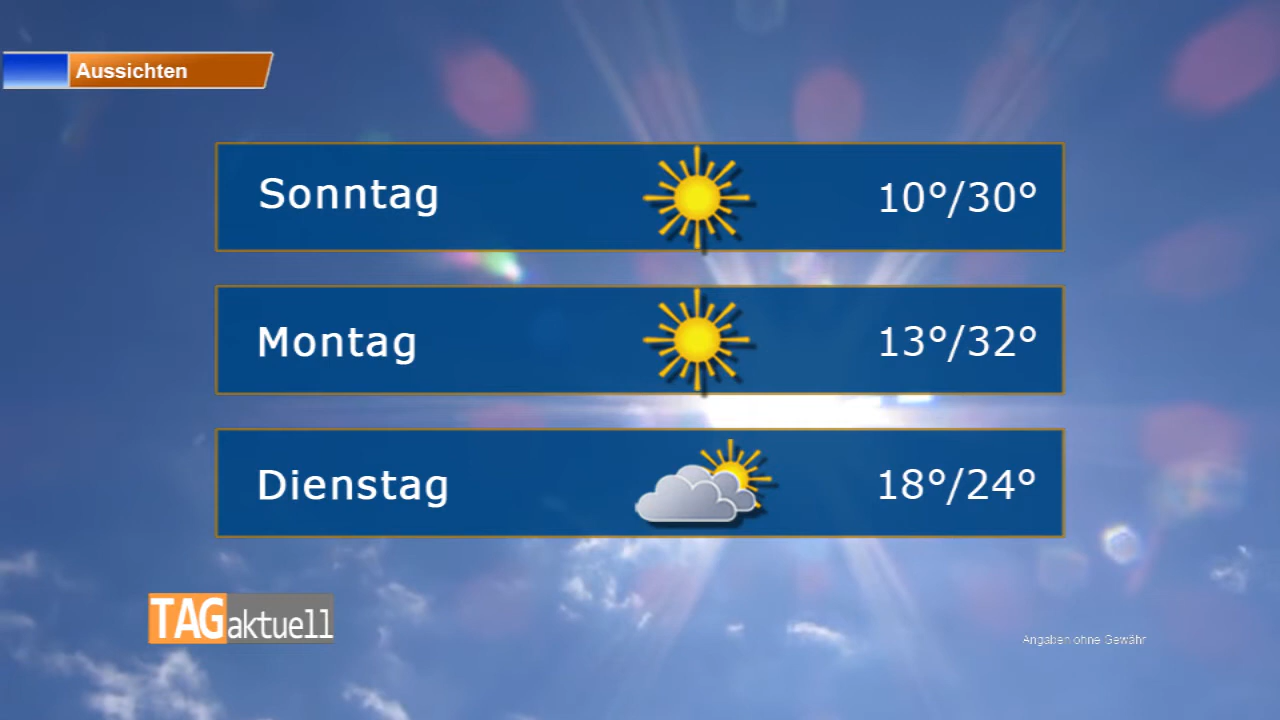 Aussichten
Sonntag 10°/30°
Montag 13°/32°
Dienstag 18°/24°
TAGaktuell
Angaben ohne Gewähr